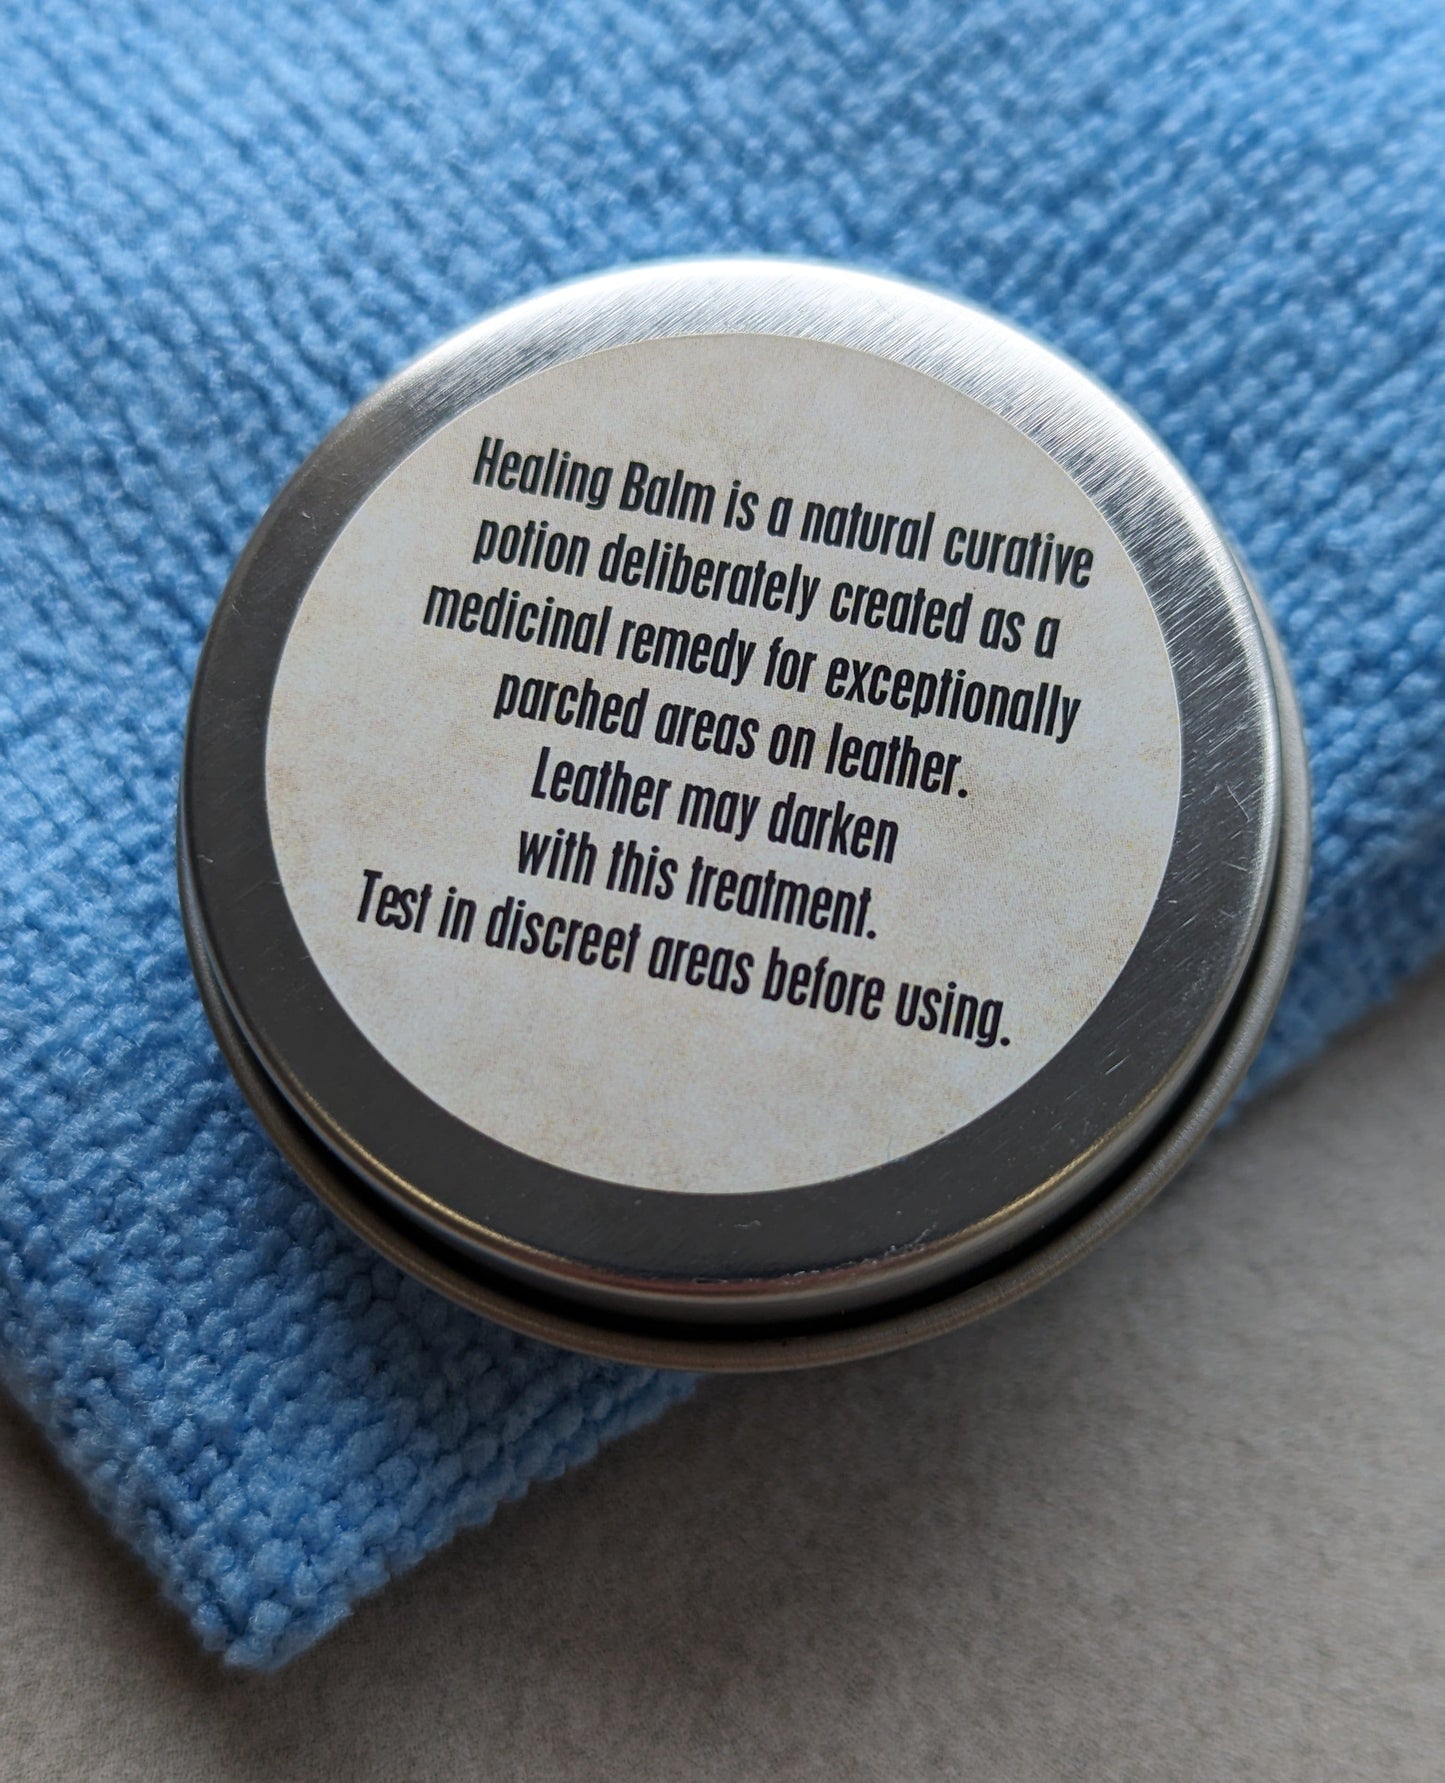 Healing Balm is a natural curative
potion deliberately created as a
medicinal remedy for exceptionally
parched areas on leather.
Leather may darken
with this treatment.
Test in discreet areas before using.